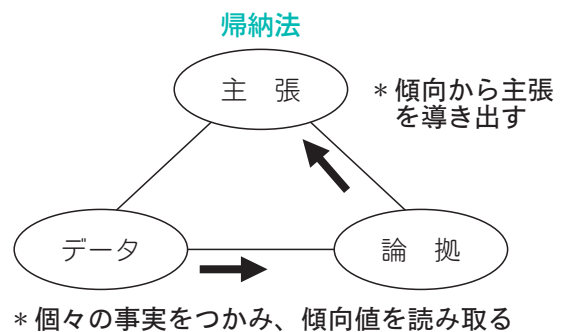 帰納法
主 張
＊傾向から主張
を導き出す
データ
論 拠
＊個々の事実をつかみ、傾向値を読み取る